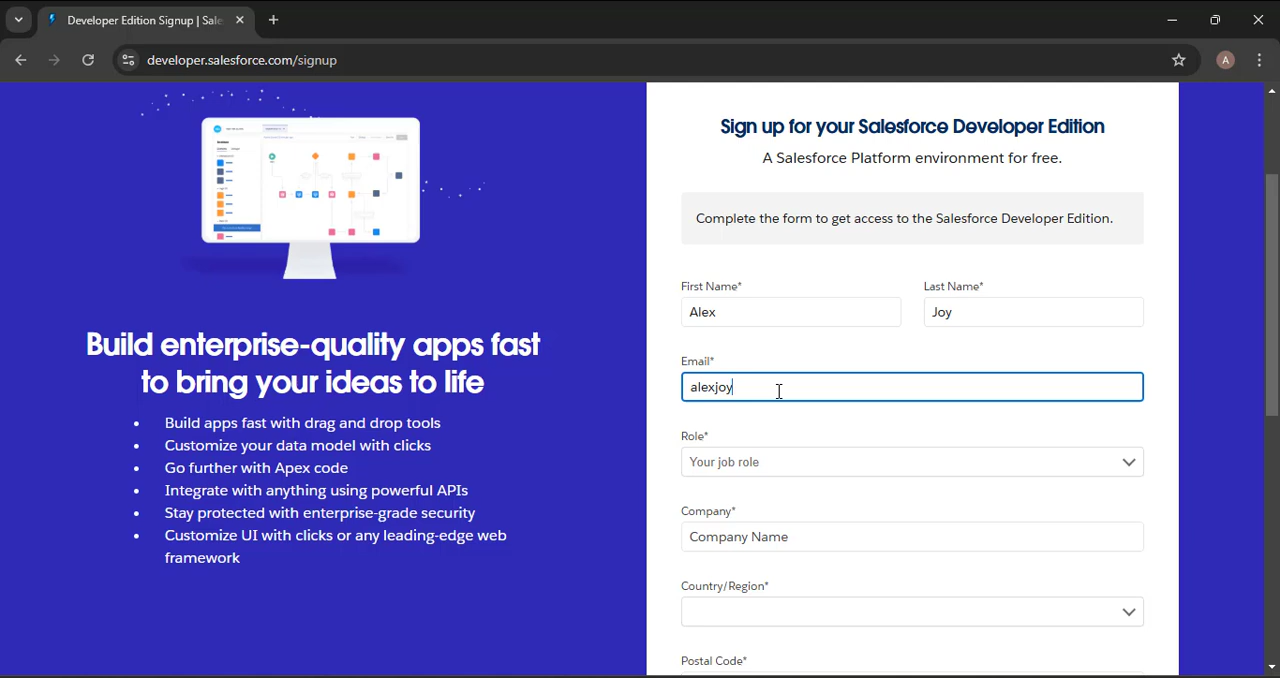 Developer Edition Signup | Sale
developer.salesforce.com/signup
A
Sign up for your Salesforce Developer Edition
A Salesforce Platform environment for free.
Complete the form to get access to the Salesforce Developer Edition.
First Name*
Last Name*
Alex
Joy
Email*
alexjoy
Role*
Your job role
Company*
Company Name
Country/Region*
Postal Code*
Build enterprise-quality apps fast
to bring your ideas to life
• Build apps fast with drag and drop tools
• Customize your data model with clicks
• Go further with Apex code
• Integrate with anything using powerful APIs
• Stay protected with enterprise-grade security
• Customize UI with clicks or any leading-edge web
framework